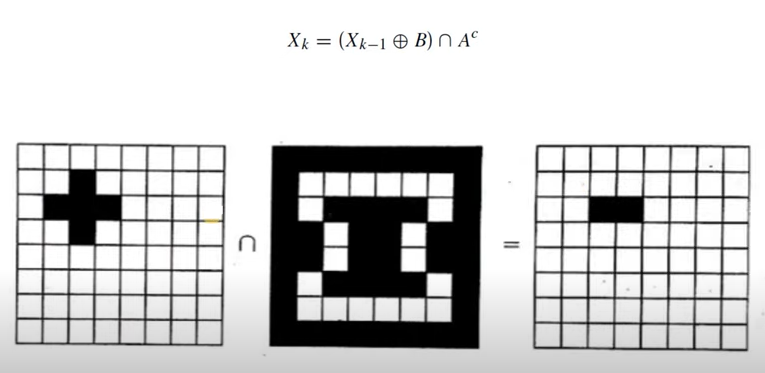 X_k = (X_{k−1} ⊕ B) ∩ A^c
∩ =